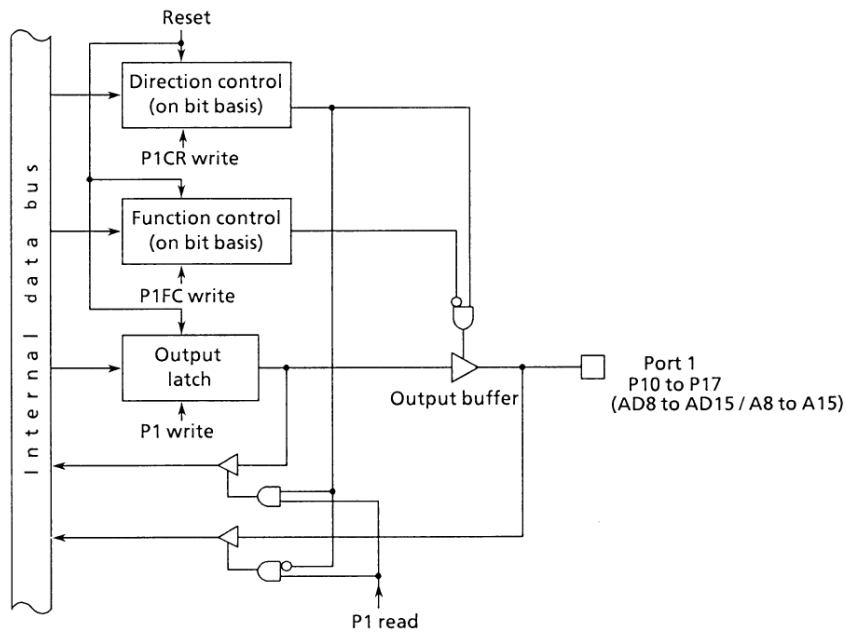 Reset
Direction control
(on bit basis)
P1CR write
Internal data bus
Function control
(on bit basis)
P1FC write
Output
latch
Output buffer
Port 1
P10 to P17
(AD8 to AD15 / A8 to A15)
P1 write
P1 read